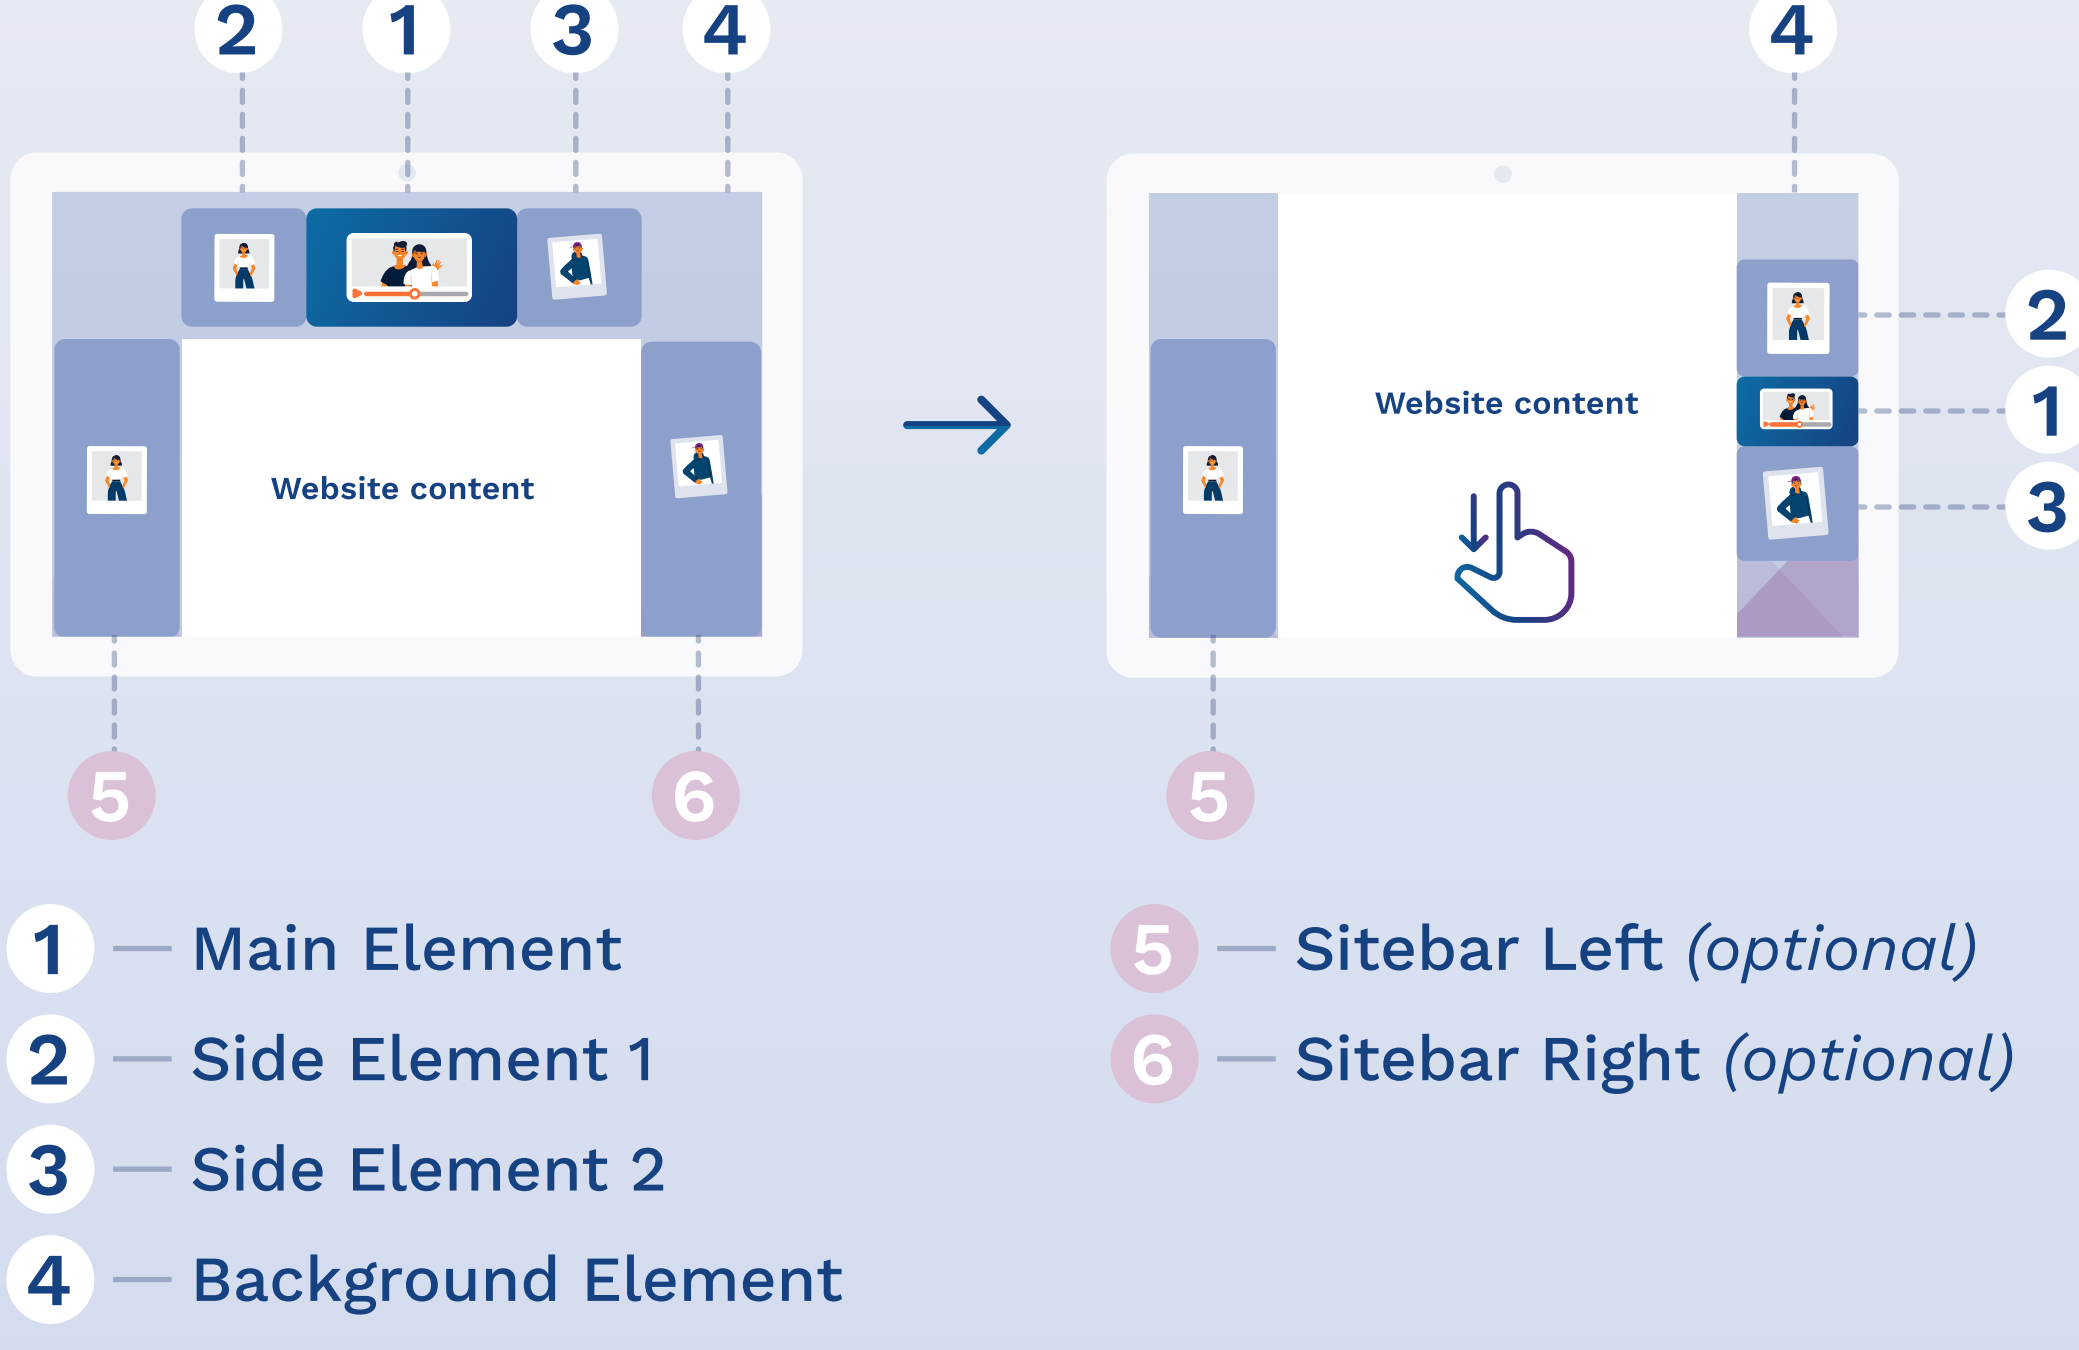 2 1 3 4 4
2
1
3
Website content
Website content
5 6 5
1 Main Element
2 Side Element 1
3 Side Element 2
4 Background Element
5 Sitebar Left (optional)
6 Sitebar Right (optional)